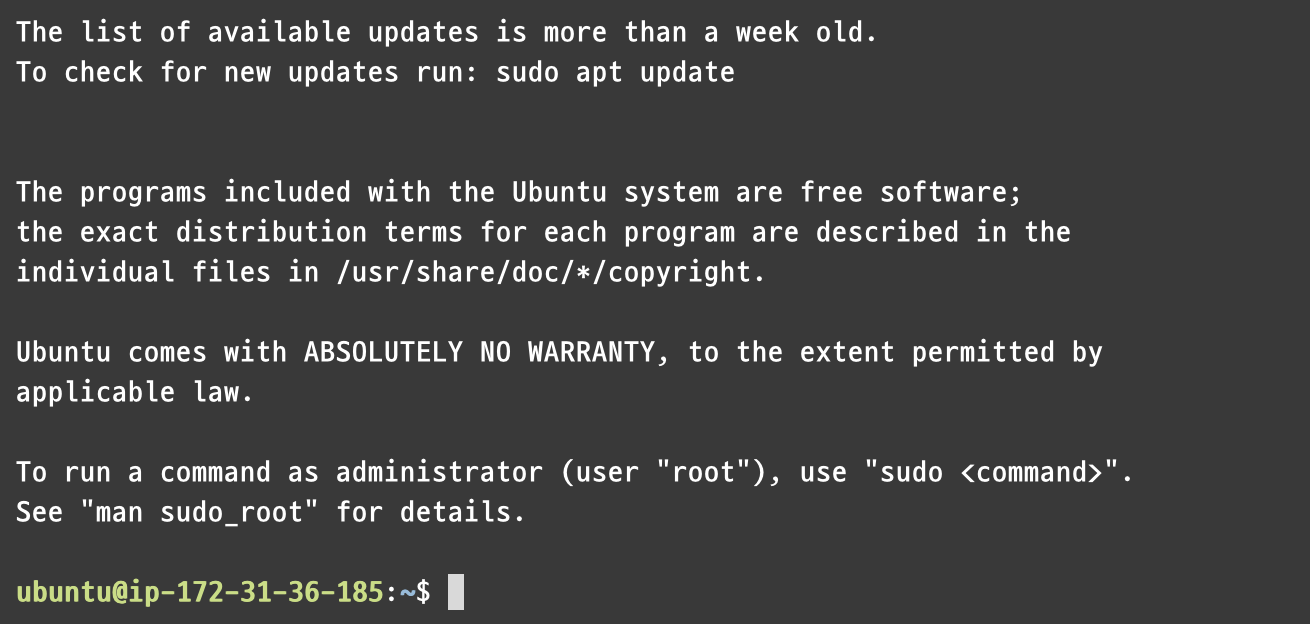 The list of available updates is more than a week old.
To check for new updates run: sudo apt update
The programs included with the Ubuntu system are free software;
the exact distribution terms for each program are described in the
individual files in /usr/share/doc/*/copyright.
Ubuntu comes with ABSOLUTELY NO WARRANTY, to the extent permitted by
applicable law.
To run a command as administrator (user "root"), use "sudo <command>".
See "man sudo_root" for details.
ubuntu@ip-172-31-36-185:~$